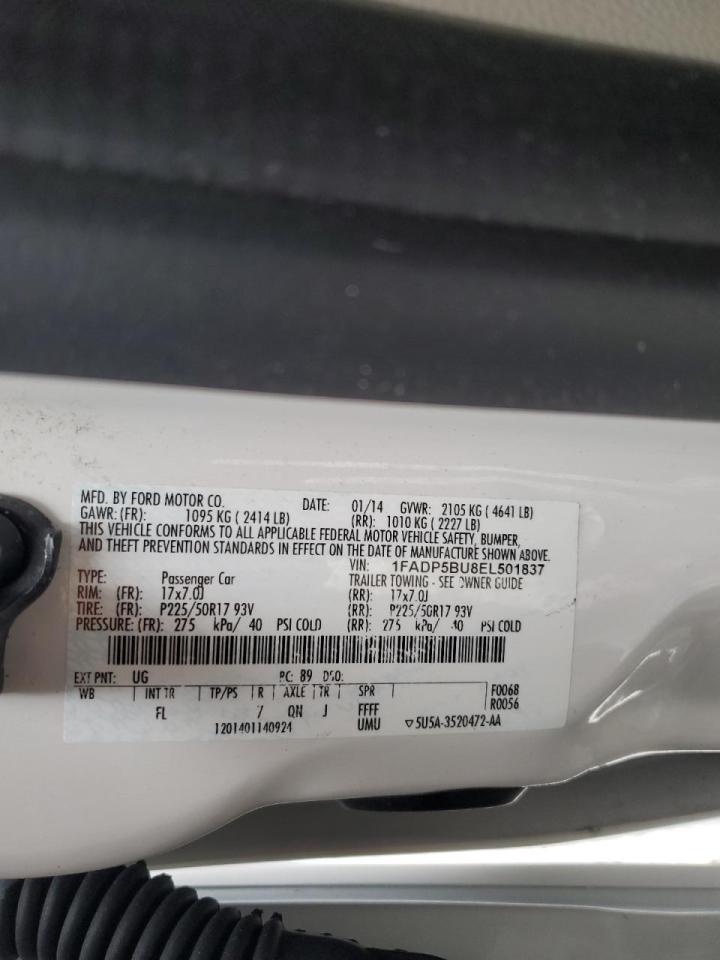 MFD. BY FORD MOTOR CO. DATE: 01/14 GVWR: 2105 KG ( 4641 LB)
GAWR: (FR): 1095 KG ( 2414 LB) (RR): 1010 KG ( 2227 LB)
THIS VEHICLE CONFORMS TO ALL APPLICABLE FEDERAL MOTOR VEHICLE SAFETY, BUMPER,
AND THEFT PREVENTION STANDARDS IN EFFECT ON THE DATE OF MANUFACTURE SHOWN ABOVE.
VIN: 1FADP5BU8EL501837
TYPE: Passenger Car TRAILER TOWING - SEE OWNER GUIDE
RIM: (FR): 17x7.0J (RR): 17x7.0J
TIRE: (FR): P225/50R17 93V (RR): P225/50R17 93V
PRESSURE: (FR): 275 kPa/ 40 PSI COLD (RR): 275 kPa/ 40 PSI COLD
EXT PNT: UG RC: 89 DSO:
WB INT TR TP/PS R AXLE TR SPR F0068
FL 7 QN J FFFF R0056
1201401140924 UMU ▽5U5A-3520472-AA